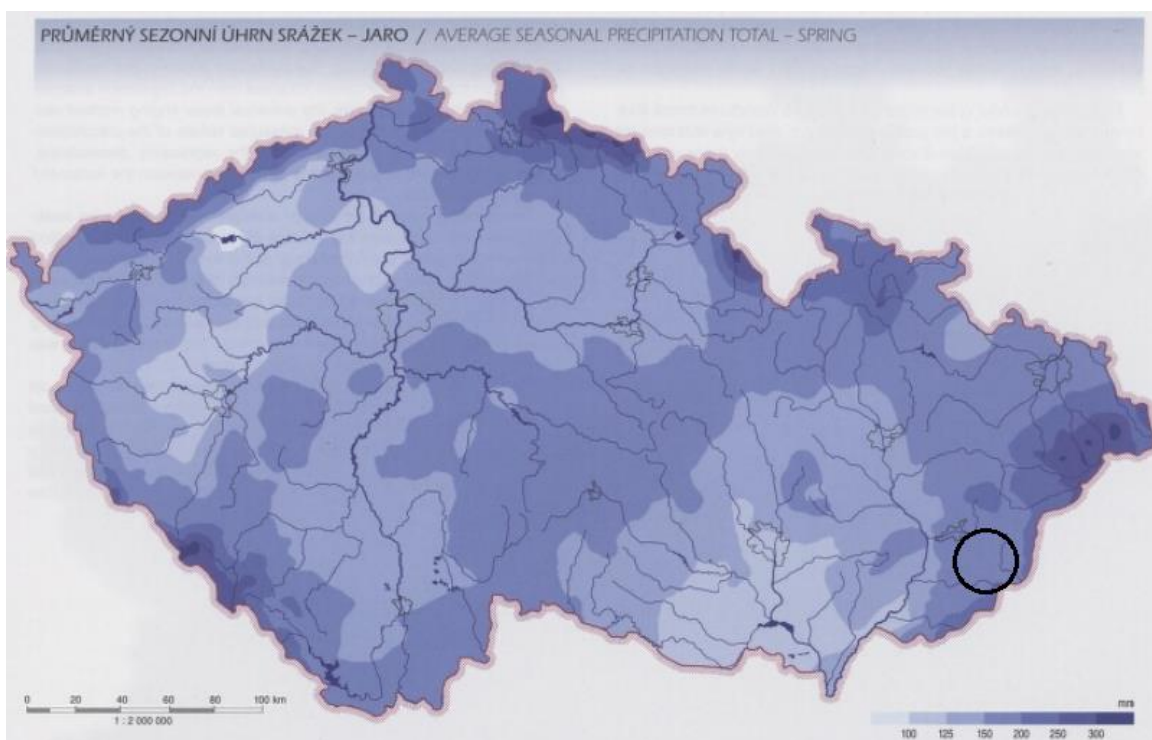 PRŮMĚRNÝ SEZONNÍ ÚHRN SRÁŽEK – JARO / AVERAGE SEASONAL PRECIPITATION TOTAL – SPRING
0 20 40 60 80 100 km
1 : 2 000 000
mm
100 125 150 200 250 300